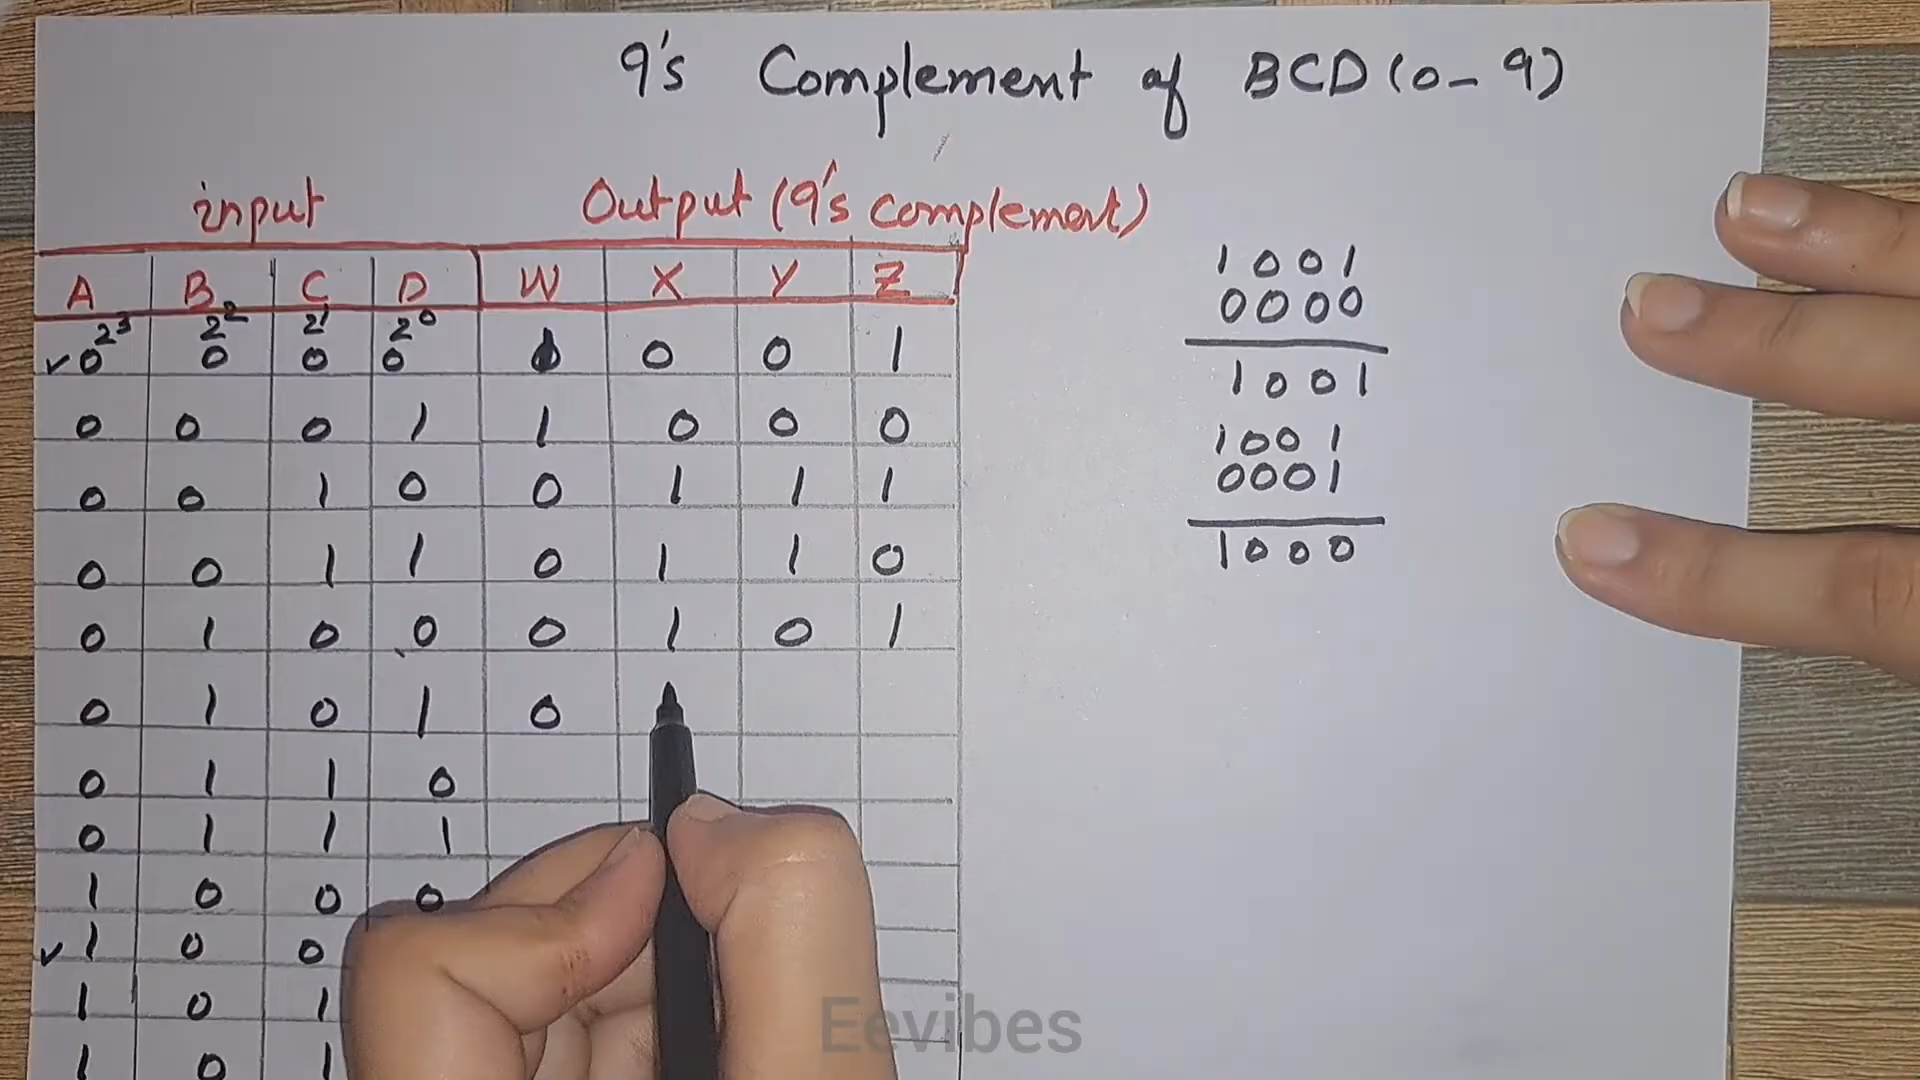 9's Complement of BCD (0-9)
input Output (9's complement)
A B C D W X Y Z
2³ 2² 2¹ 2⁰
✓0 0 0 0 1 0 0 1
0 0 0 1 1 0 0 0
0 0 1 0 0 1 1 1
0 0 1 1 0 1 1 0
0 1 0 0 0 1 0 1
0 1 0 1 0
0 1 1 0
0 1 1 1
1 0 0 0
✓1 0 0
1 0 1
1 0 1
1001
0000
1001
1001
0001
1000
Eevibes